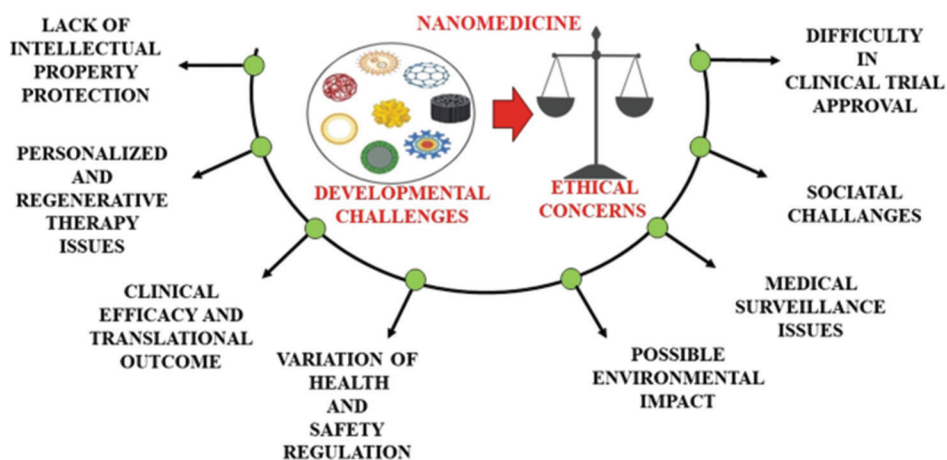 NANOMEDICINE
DEVELOPMENTAL
CHALLENGES
ETHICAL
CONCERNS
LACK OF
INTELLECTUAL
PROPERTY
PROTECTION
PERSONALIZED
AND
REGENERATIVE
THERAPY
ISSUES
CLINICAL
EFFICACY AND
TRANSLATIONAL
OUTCOME
VARIATION OF
HEALTH
AND
SAFETY
REGULATION
POSSIBLE
ENVIRONMENTAL
IMPACT
MEDICAL
SURVEILLANCE
ISSUES
SOCIATAL
CHALLANGES
DIFFICULTY
IN
CLINICAL TRIAL
APPROVAL